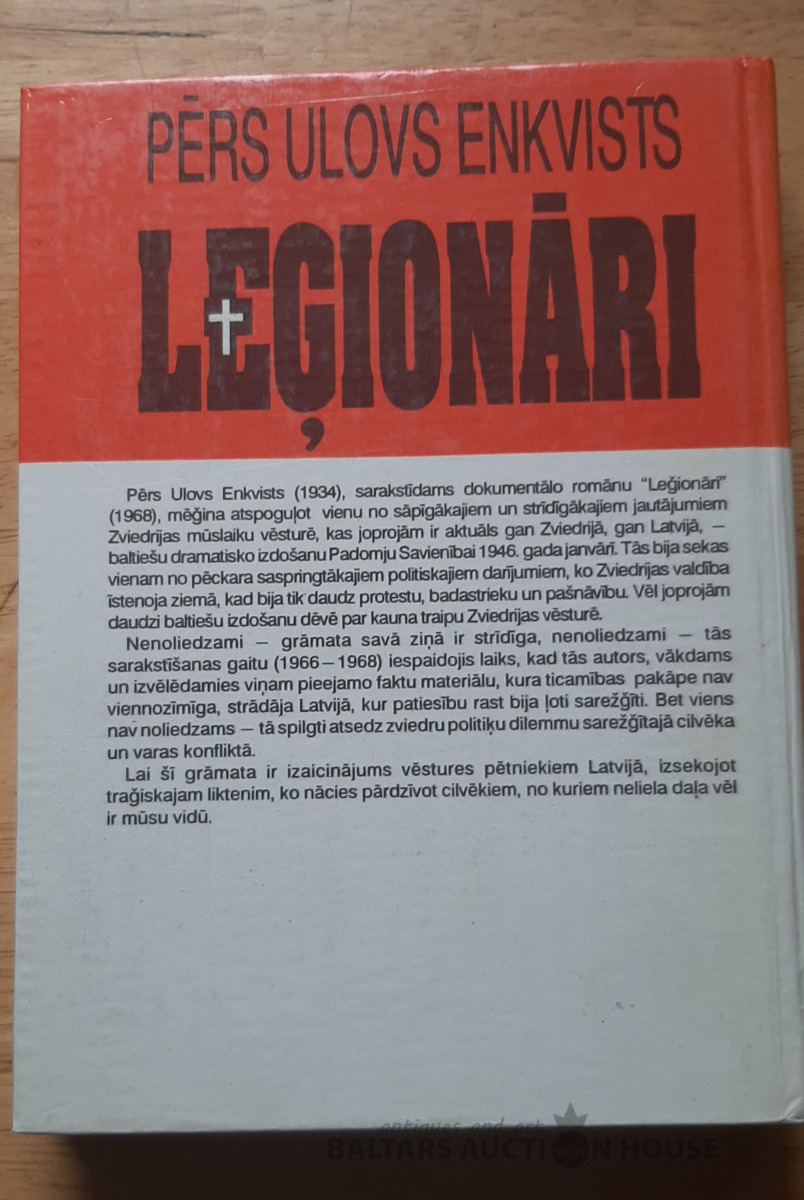 PĒRS ULOVS ENKVISTS
LEĢIONĀRI
Pērs Ulovs Enkvists (1934), sarakstīdams dokumentālo romānu “Leģionāri”
(1968), mēģina atspoguļot vienu no sāpīgākajiem un strīdīgākajiem jautājumiem
Zviedrijas mūslaiku vēsturē, kas joprojām ir aktuāls gan Zviedrijā, gan Latvijā, –
baltiešu dramatisko izdošanu Padomju Savienībai 1946. gada janvārī. Tās bija sekas
vienam no pēckara saspringtākajiem politiskajiem darījumiem, ko Zviedrijas valdība
īstenoja ziemā, kad bija tik daudz protestu, badastreiku un pašnāvību. Vēl joprojām
daudzi baltiešu izdošanu dēvē par kauna traipu Zviedrijas vēsturē.
Nenoliedzami – grāmata savā ziņā ir strīdīga, nenoliedzami – tās
sarakstīšanas gaitu (1966–1968) iespaidojis laiks, kad tās autors, vākdams
un izvēlēdamies viņam pieejamo faktu materiālu, kura ticamības pakāpe nav
viennozīmīga, strādāja Latvijā, kur patiesību rast bija ļoti sarežģīti. Bet viens
nav noliedzams – tā spilgti atsedz zviedru politiķu dilemmu sarežģītajā cilvēka
un varas konfliktā.
Lai šī grāmata ir izaicinājums vēstures pētniekiem Latvijā, izsekojot
traģiskajam liktenim, ko nācies pārdzīvot cilvēkiem, no kuriem neliela daļa vēl
ir mūsu vidū.
antiques and art
BALTARS AUCTION HOUSE